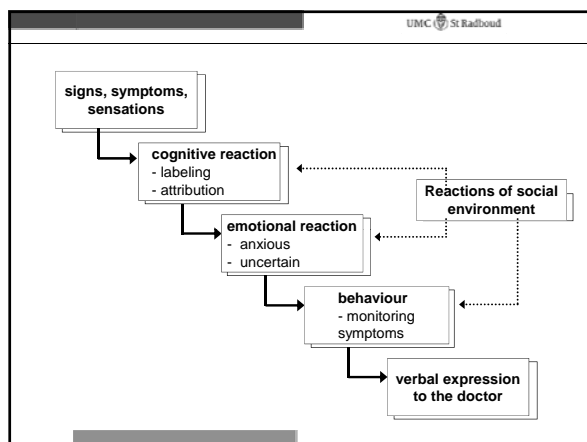 UMC St Radboud
signs, symptoms,
sensations
cognitive reaction
- labeling
- attribution
Reactions of social
environment
emotional reaction
- anxious
- uncertain
behaviour
- monitoring
symptoms
verbal expression
to the doctor